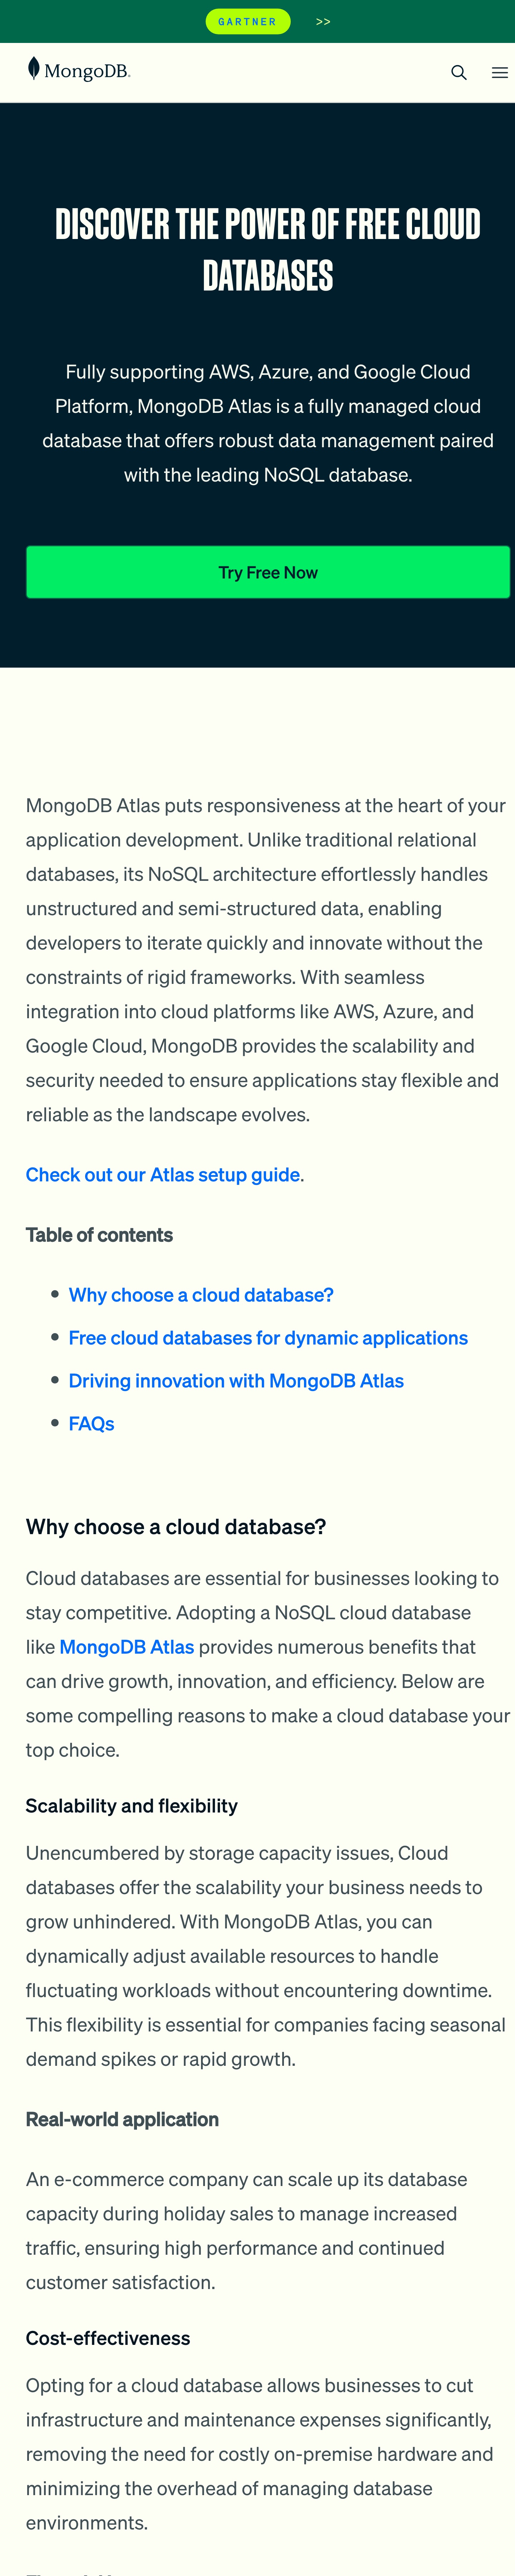 GARTNER >>
MongoDB.
DISCOVER THE POWER OF FREE CLOUD
DATABASES
Fully supporting AWS, Azure, and Google Cloud
Platform, MongoDB Atlas is a fully managed cloud
database that offers robust data management paired
with the leading NoSQL database.
Try Free Now
MongoDB Atlas puts responsiveness at the heart of your
application development. Unlike traditional relational
databases, its NoSQL architecture effortlessly handles
unstructured and semi-structured data, enabling
developers to iterate quickly and innovate without the
constraints of rigid frameworks. With seamless
integration into cloud platforms like AWS, Azure, and
Google Cloud, MongoDB provides the scalability and
security needed to ensure applications stay flexible and
reliable as the landscape evolves.
Check out our Atlas setup guide.
Table of contents
• Why choose a cloud database?
• Free cloud databases for dynamic applications
• Driving innovation with MongoDB Atlas
• FAQs
Why choose a cloud database?
Cloud databases are essential for businesses looking to
stay competitive. Adopting a NoSQL cloud database
like MongoDB Atlas provides numerous benefits that
can drive growth, innovation, and efficiency. Below are
some compelling reasons to make a cloud database your
top choice.
Scalability and flexibility
Unencumbered by storage capacity issues, Cloud
databases offer the scalability your business needs to
grow unhindered. With MongoDB Atlas, you can
dynamically adjust available resources to handle
fluctuating workloads without encountering downtime.
This flexibility is essential for companies facing seasonal
demand spikes or rapid growth.
Real-world application
An e-commerce company can scale up its database
capacity during holiday sales to manage increased
traffic, ensuring high performance and continued
customer satisfaction.
Cost-effectiveness
Opting for a cloud database allows businesses to cut
infrastructure and maintenance expenses significantly,
removing the need for costly on-premise hardware and
minimizing the overhead of managing database
environments.